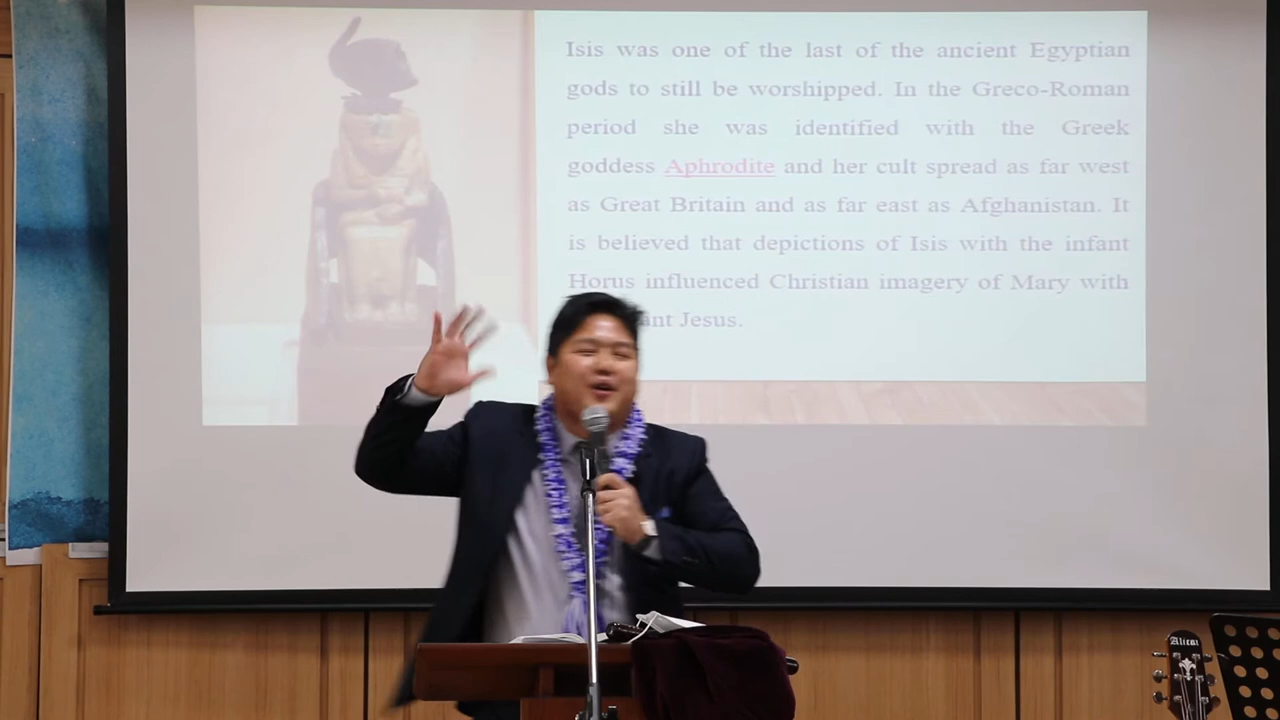 Isis was one of the last of the ancient Egyptian
gods to still be worshipped. In the Greco-Roman
period she was identified with the Greek
goddess Aphrodite and her cult spread as far west
as Great Britain and as far east as Afghanistan. It
is believed that depictions of Isis with the infant
Horus influenced Christian imagery of Mary with
Jesus.